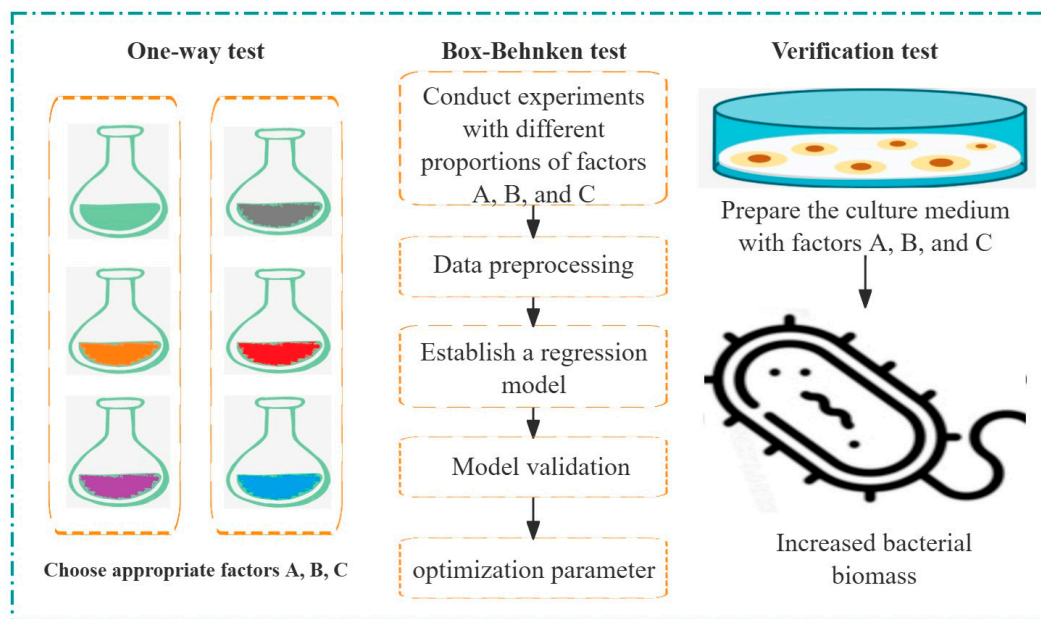 One-way test
Choose appropriate factors A, B, C
Box-Behnken test
Conduct experiments
with different
proportions of factors
A, B, and C
Data preprocessing
Establish a regression
model
Model validation
optimization parameter
Verification test
Prepare the culture medium
with factors A, B, and C
Increased bacterial
biomass